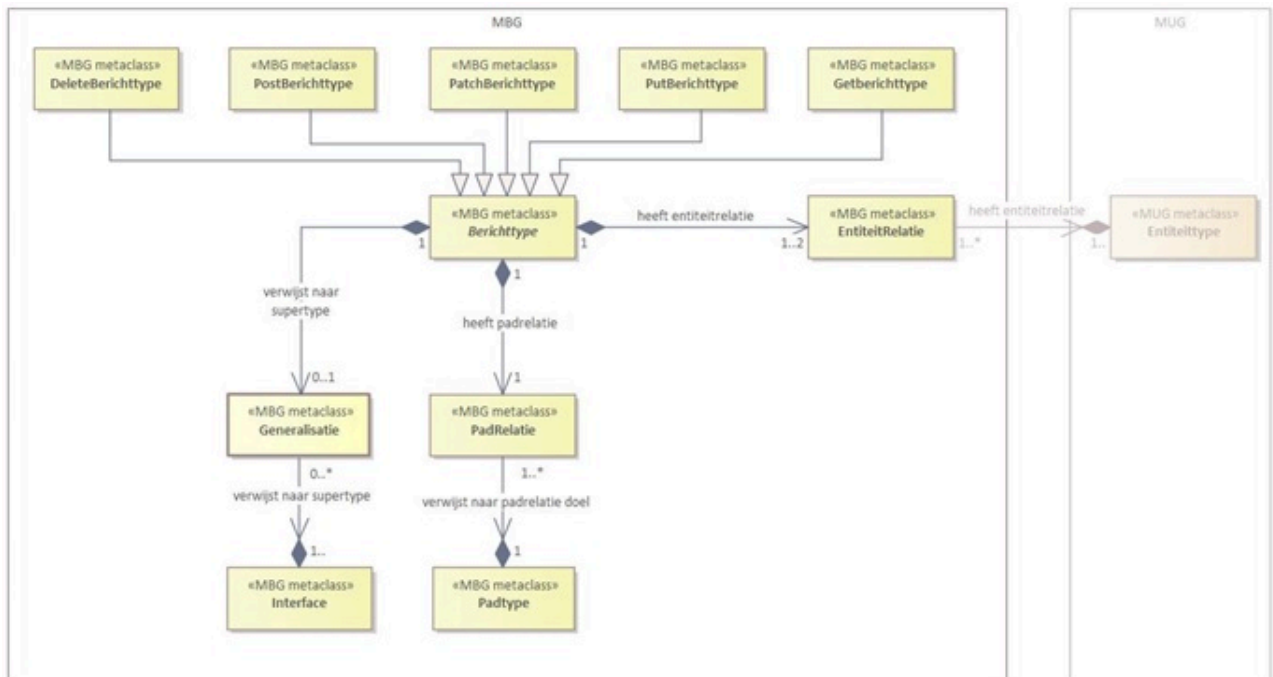 MBG
MUG
«MBG metaclass»
DeleteBerichttype
«MBG metaclass»
PostBerichttype
«MBG metaclass»
PatchBerichttype
«MBG metaclass»
PutBerichttype
«MBG metaclass»
Getberichttype
«MBG metaclass»
Berichttype
1
1
1
heeft entiteitrelatie
1..2
«MBG metaclass»
EntiteitRelatie
1..*
heeft entiteitrelatie
1..
«MUG metaclass»
Entiteittype
verwijst naar
supertype
0..1
heeft padrelatie
1
«MBG metaclass»
Generalisatie
«MBG metaclass»
PadRelatie
0..*
verwijst naar supertype
1..
1..*
verwijst naar padrelatie doel
1
«MBG metaclass»
Interface
«MBG metaclass»
Padtype